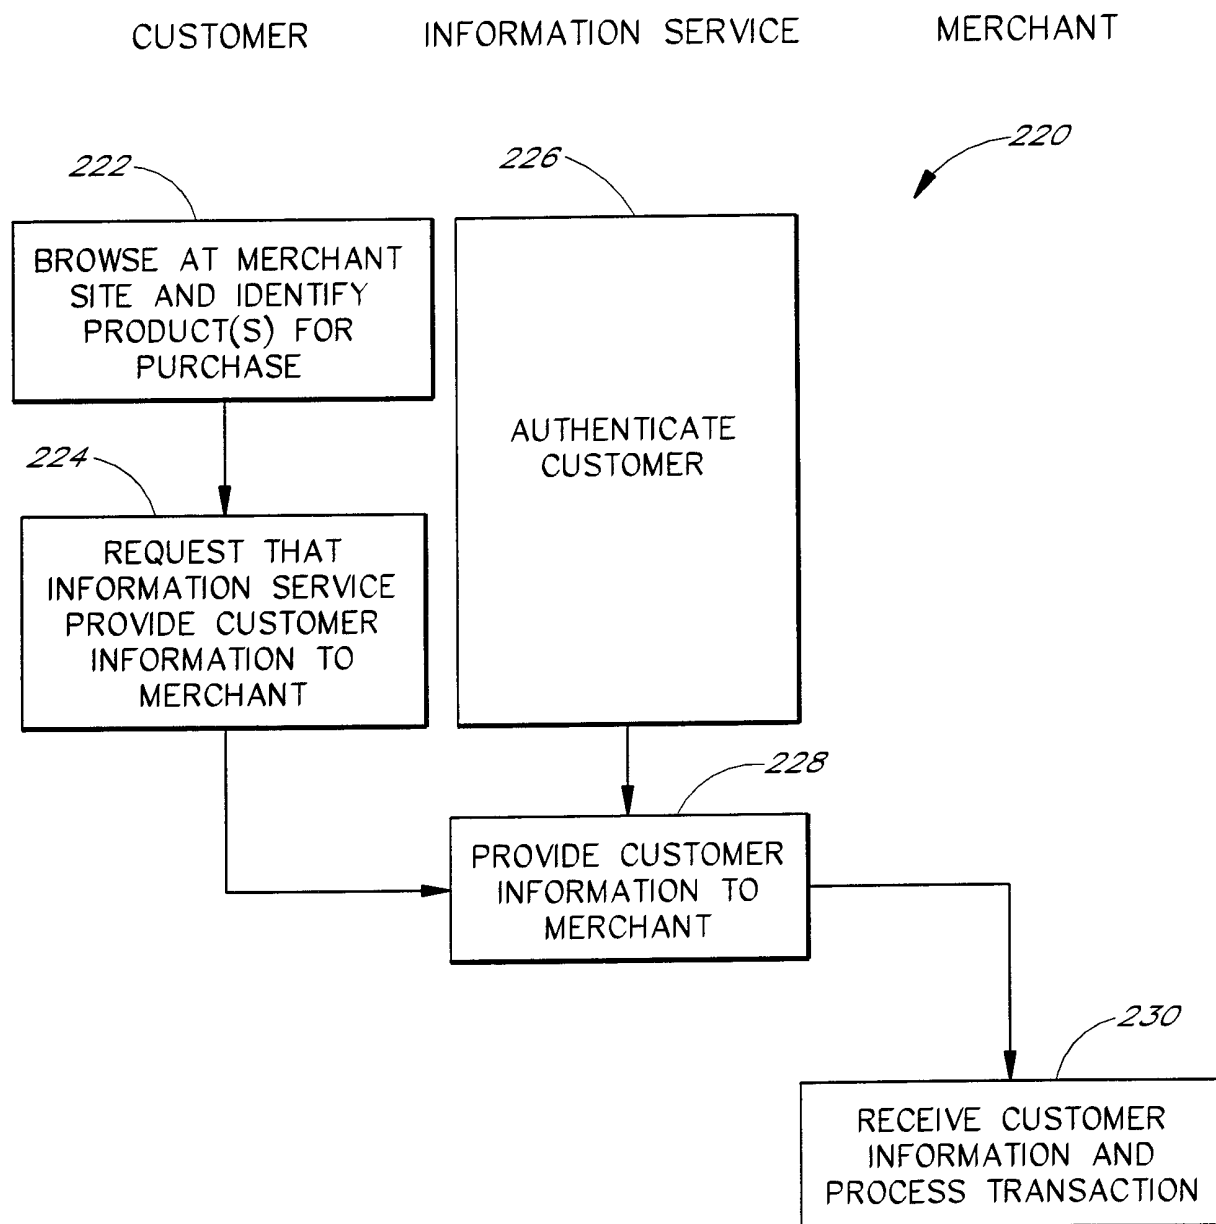 CUSTOMER
INFORMATION SERVICE
MERCHANT
220
222
226
BROWSE AT MERCHANT
SITE AND IDENTIFY
PRODUCT(S) FOR
PURCHASE
AUTHENTICATE
CUSTOMER
224
REQUEST THAT
INFORMATION SERVICE
PROVIDE CUSTOMER
INFORMATION TO
MERCHANT
228
PROVIDE CUSTOMER
INFORMATION TO
MERCHANT
230
RECEIVE CUSTOMER
INFORMATION AND
PROCESS TRANSACTION